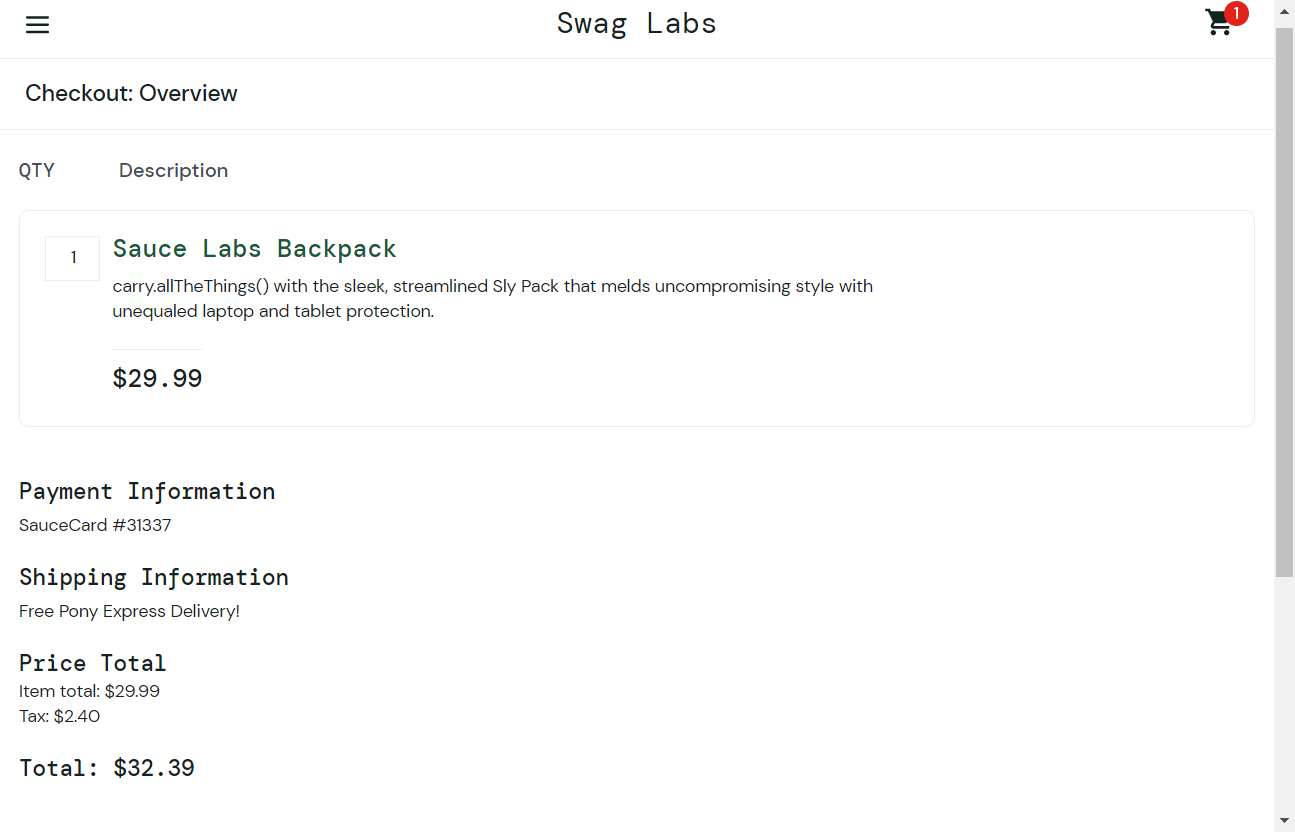 Swag Labs
1
Checkout: Overview
QTY Description
1
Sauce Labs Backpack
carry.allTheThings() with the sleek, streamlined Sly Pack that melds uncompromising style with
unequaled laptop and tablet protection.
$29.99
Payment Information
SauceCard #31337
Shipping Information
Free Pony Express Delivery!
Price Total
Item total: $29.99
Tax: $2.40
Total: $32.39